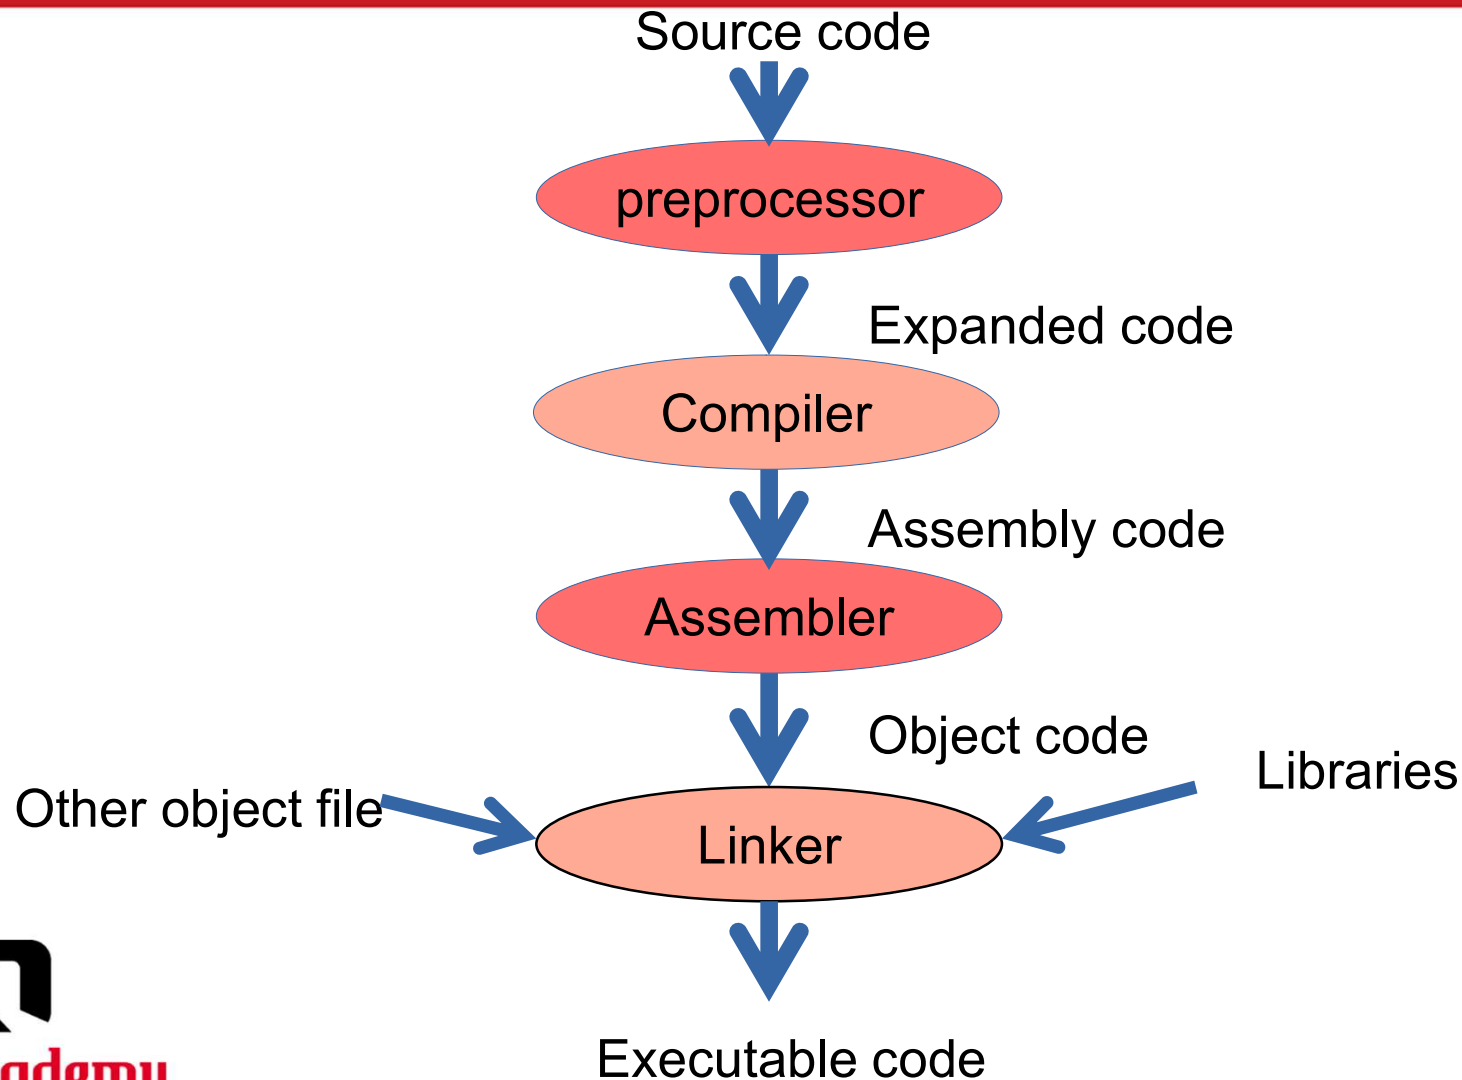 Source code
preprocessor
Expanded code
Compiler
Assembly code
Assembler
Object code
Libraries
Other object file
Linker
Executable code